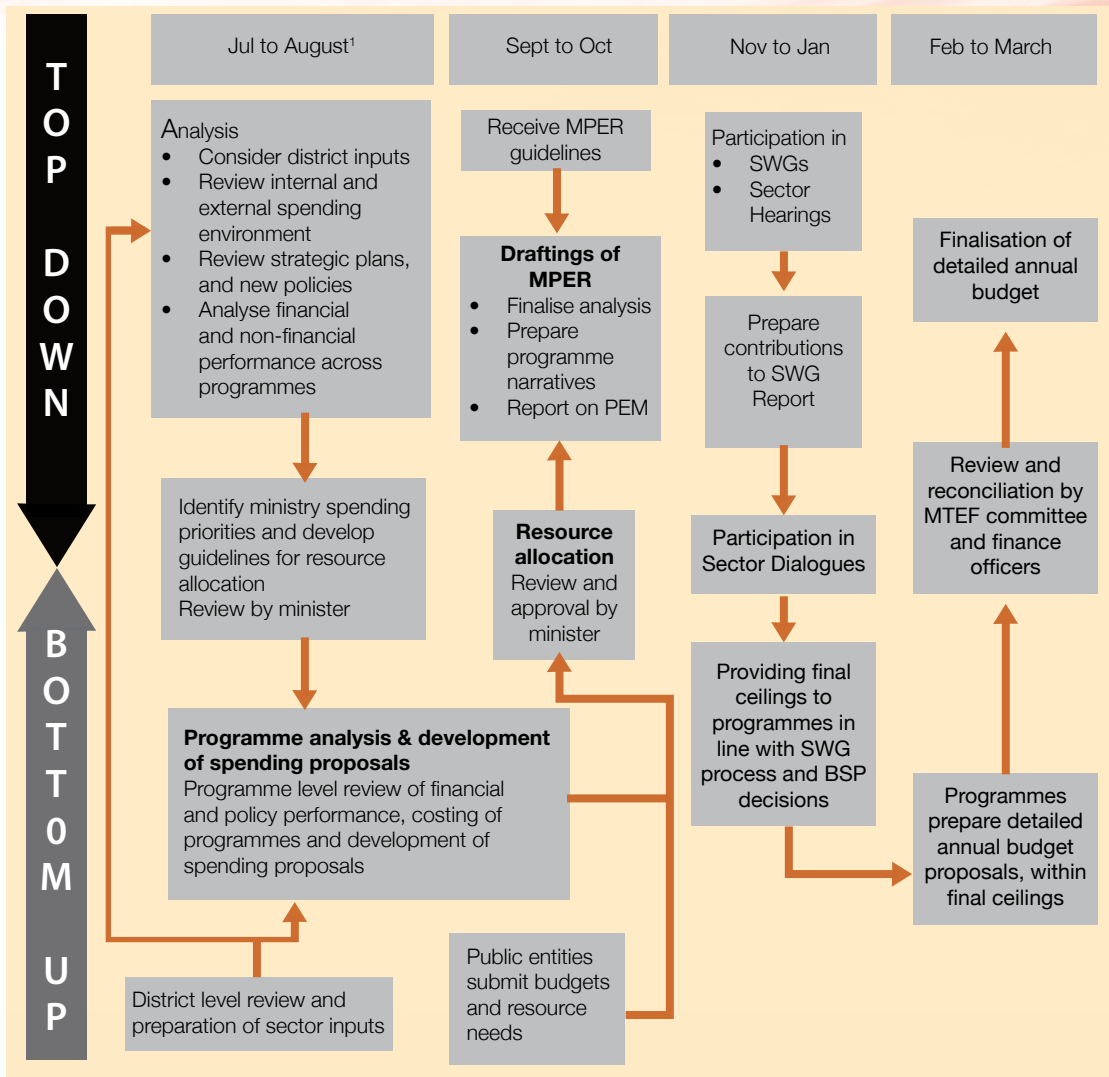 TOP DOWN
BOTT0M UP
Jul to August¹
Analysis
• Consider district inputs
• Review internal and
external spending
environment
• Review strategic plans,
and new policies
• Analyse financial
and non-financial
performance across
programmes
Identify ministry spending
priorities and develop
guidelines for resource
allocation
Review by minister
Programme analysis & development
of spending proposals
Programme level review of financial
and policy performance, costing of
programmes and development of
spending proposals
District level review and
preparation of sector inputs
Sept to Oct
Receive MPER
guidelines
Draftings of
MPER
• Finalise analysis
• Prepare
programme
narratives
• Report on PEM
Resource
allocation
Review and
approval by
minister
Public entities
submit budgets
and resource
needs
Nov to Jan
Participation in
• SWGs
• Sector
Hearings
Prepare
contributions
to SWG
Report
Participation in
Sector Dialogues
Providing final
ceilings to
programmes in
line with SWG
process and BSP
decisions
Feb to March
Finalisation of
detailed annual
budget
Review and
reconciliation by
MTEF committee
and finance
officers
Programmes
prepare detailed
annual budget
proposals, within
final ceilings